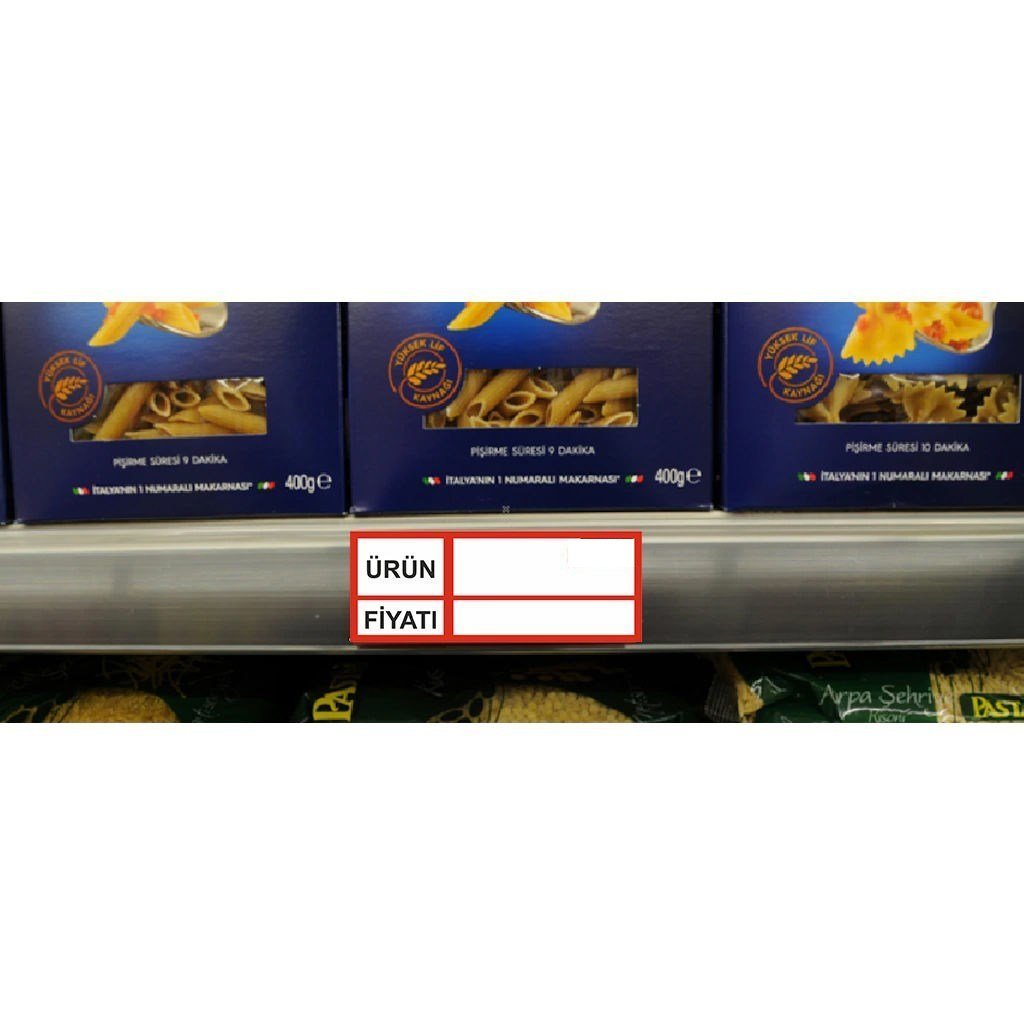 YÜKSEK LİF
KAYNAĞI
PİŞİRME SÜRESİ 9 DAKİKA
İTALYA'NIN 1 NUMARALI MAKARNASI*
400g℮
YÜKSEK LİF
KAYNAĞI
PİŞİRME SÜRESİ 9 DAKİKA
İTALYA'NIN 1 NUMARALI MAKARNASI*
400g℮
YÜKSEK LİF
KAYNAĞI
PİŞİRME SÜRESİ 10 DAKİKA
İTALYA'NIN 1 NUMARALI MAKARNASI*
ÜRÜN
FİYATI
Arpa Şehriye
PAST